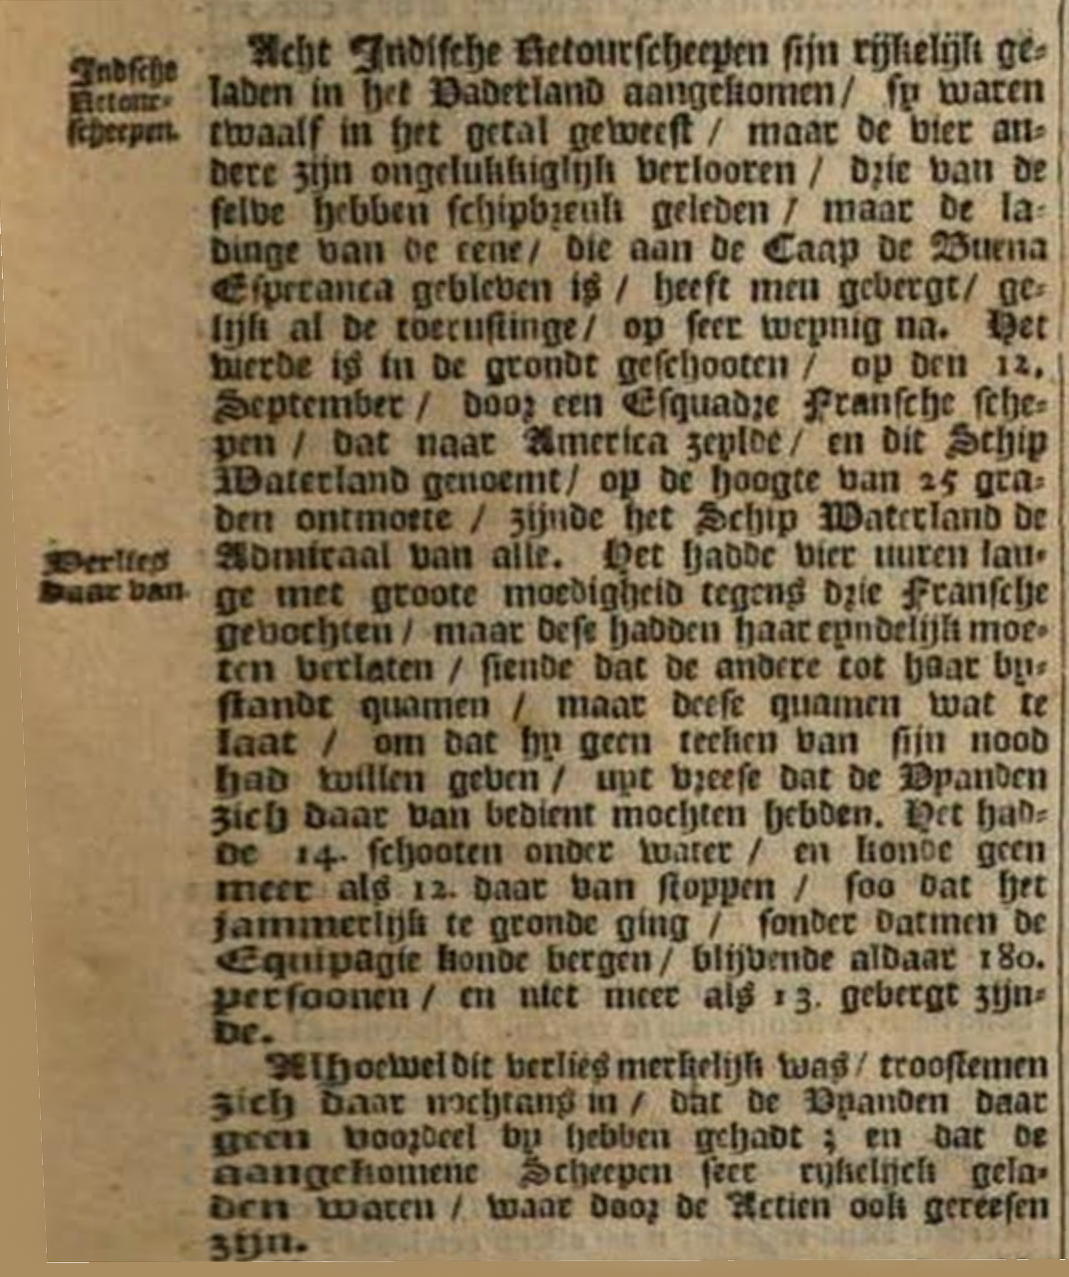 Indsche
Retour-
scheepen.
Acht Indische Retourscheepen sijn rijkelijk ge-
laden in het Vaderland aangekomen / sy waren
twaalf in het getal geweest / maar de vier an-
dere zijn ongelukkiglijk verlooren / drie van de
selve hebben schipbreuk geleden / maar de la-
dinge van de eene / die aan de Caap de Buena
Esperanca gebleven is / heeft men gebergt / ge-
lijk al de toerustinge / op seer weynig na. Het
vierde is in de grondt geschooten / op den 12.
September / door een Esquadre Fransche sche-
pen / dat naar America zeylde / en dit Schip
Waterland genoemt / op de hoogte van 25 gra-
den ontmoete / zijnde het Schip Waterland de
Admiraal van alle. Het hadde vier uuren lan-
Verlies
daar van.
ge met groote moedigheid tegens drie Fransche
gevochten / maar dese hadden haar eyndelijk moe-
ten verlaten / siende dat de andere tot haar by-
standt quamen / maar deese quamen wat te
laat / om dat hy geen teeken van sijn nood
had willen geven / uyt vreese dat de Vyanden
zich daar van bedient mochten hebben. Het had-
de 14. schooten onder water / en konde geen
meer als 12. daar van stoppen / soo dat het
jammerlijk te gronde ging / sonder datmen de
Equipagie konde bergen / blijvende aldaar 180.
persoonen / en niet meer als 13. gebergt zijn-
de.
Alhoewel dit verlies merkelijk was / troostemen
zich daar nochtans in / dat de Vyanden daar
geen voordeel by hebben gehadt ; en dat de
aangekomene Scheepen seer rijkelijck gela-
den waren / waar door de Actien ook gereesen
zijn.